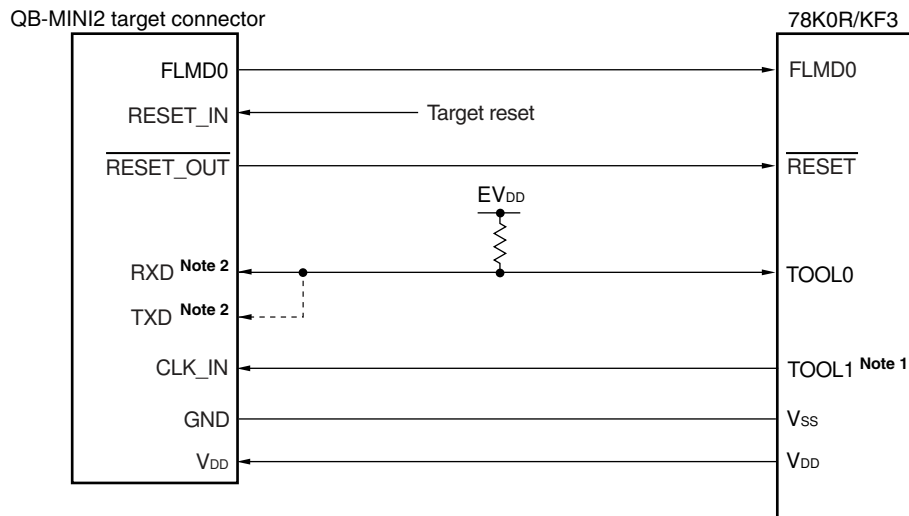 QB-MINI2 target connector
78K0R/KF3
FLMD0
FLMD0
RESET_IN
Target reset
RESET_OUT
RESET
EVDD
RXD Note 2
TOOL0
TXD Note 2
CLK_IN
TOOL1 Note 1
GND
VSS
VDD
VDD